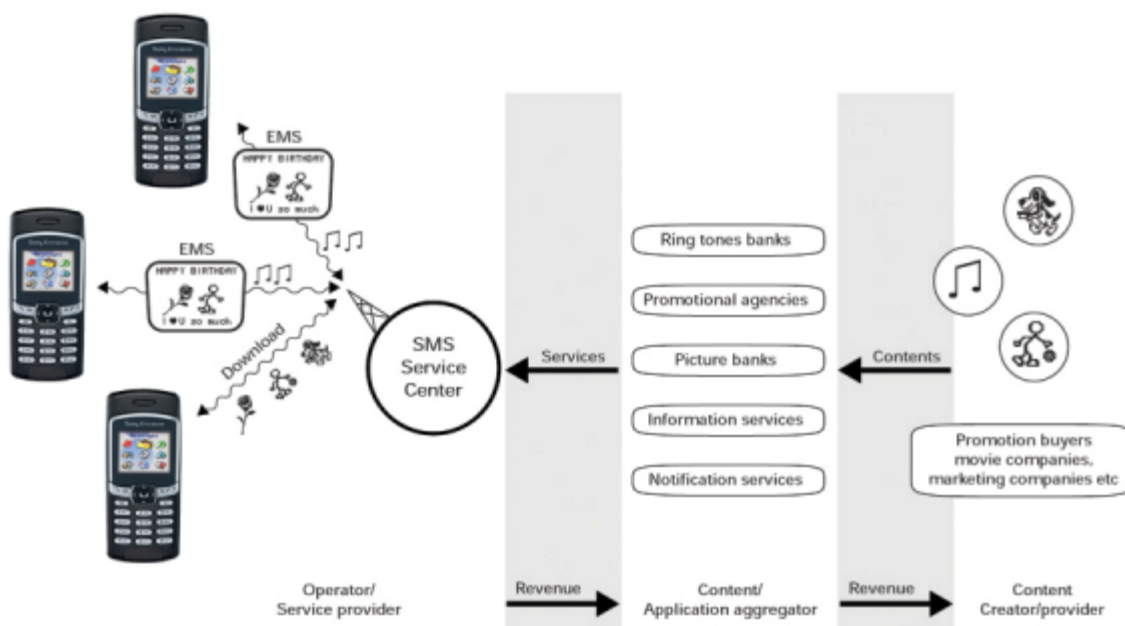 EMS
HAPPY BIRTHDAY
I ♥ U so much
EMS
HAPPY BIRTHDAY
I ♥ U so much
Download
SMS
Service
Center
Services
Ring tones banks
Promotional agencies
Picture banks
Information services
Notification services
Contents
Promotion buyers
movie companies,
marketing companies etc
Operator/
Service provider
Revenue
Content/
Application aggregator
Revenue
Content
Creator/provider